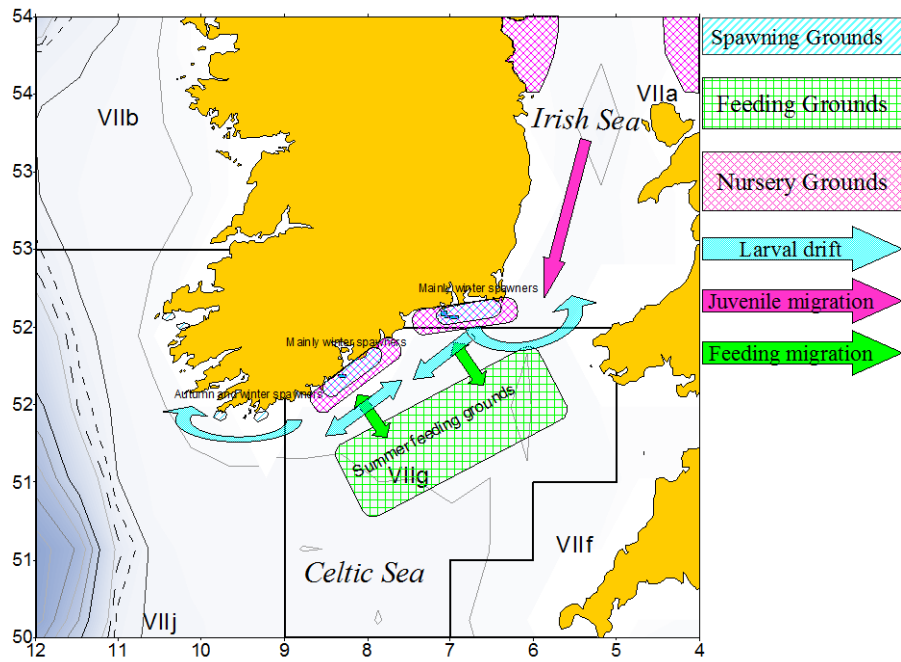 54
54
53
53
52
52
51
51
50
12
11
10
9
8
7
6
5
4
VIIb
VIIa
Irish Sea
Mainly winter spawners
Mainly winter spawners
Autumn and winter spawners
Summer feeding grounds
VIIg
VIIf
Celtic Sea
VIIj
Spawning Grounds
Feeding Grounds
Nursery Grounds
Larval drift
Juvenile migration
Feeding migration